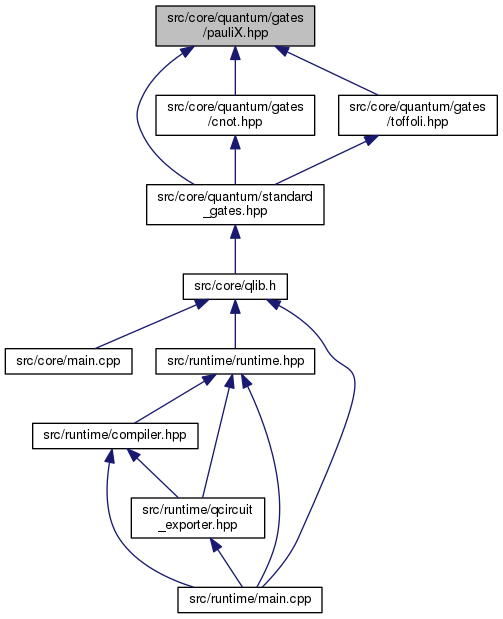 src/core/quantum/gates
/pauliX.hpp
src/core/quantum/gates
/cnot.hpp
src/core/quantum/gates
/toffoli.hpp
src/core/quantum/standard
_gates.hpp
src/core/qlib.h
src/core/main.cpp
src/runtime/runtime.hpp
src/runtime/compiler.hpp
src/runtime/qcircuit
_exporter.hpp
src/runtime/main.cpp